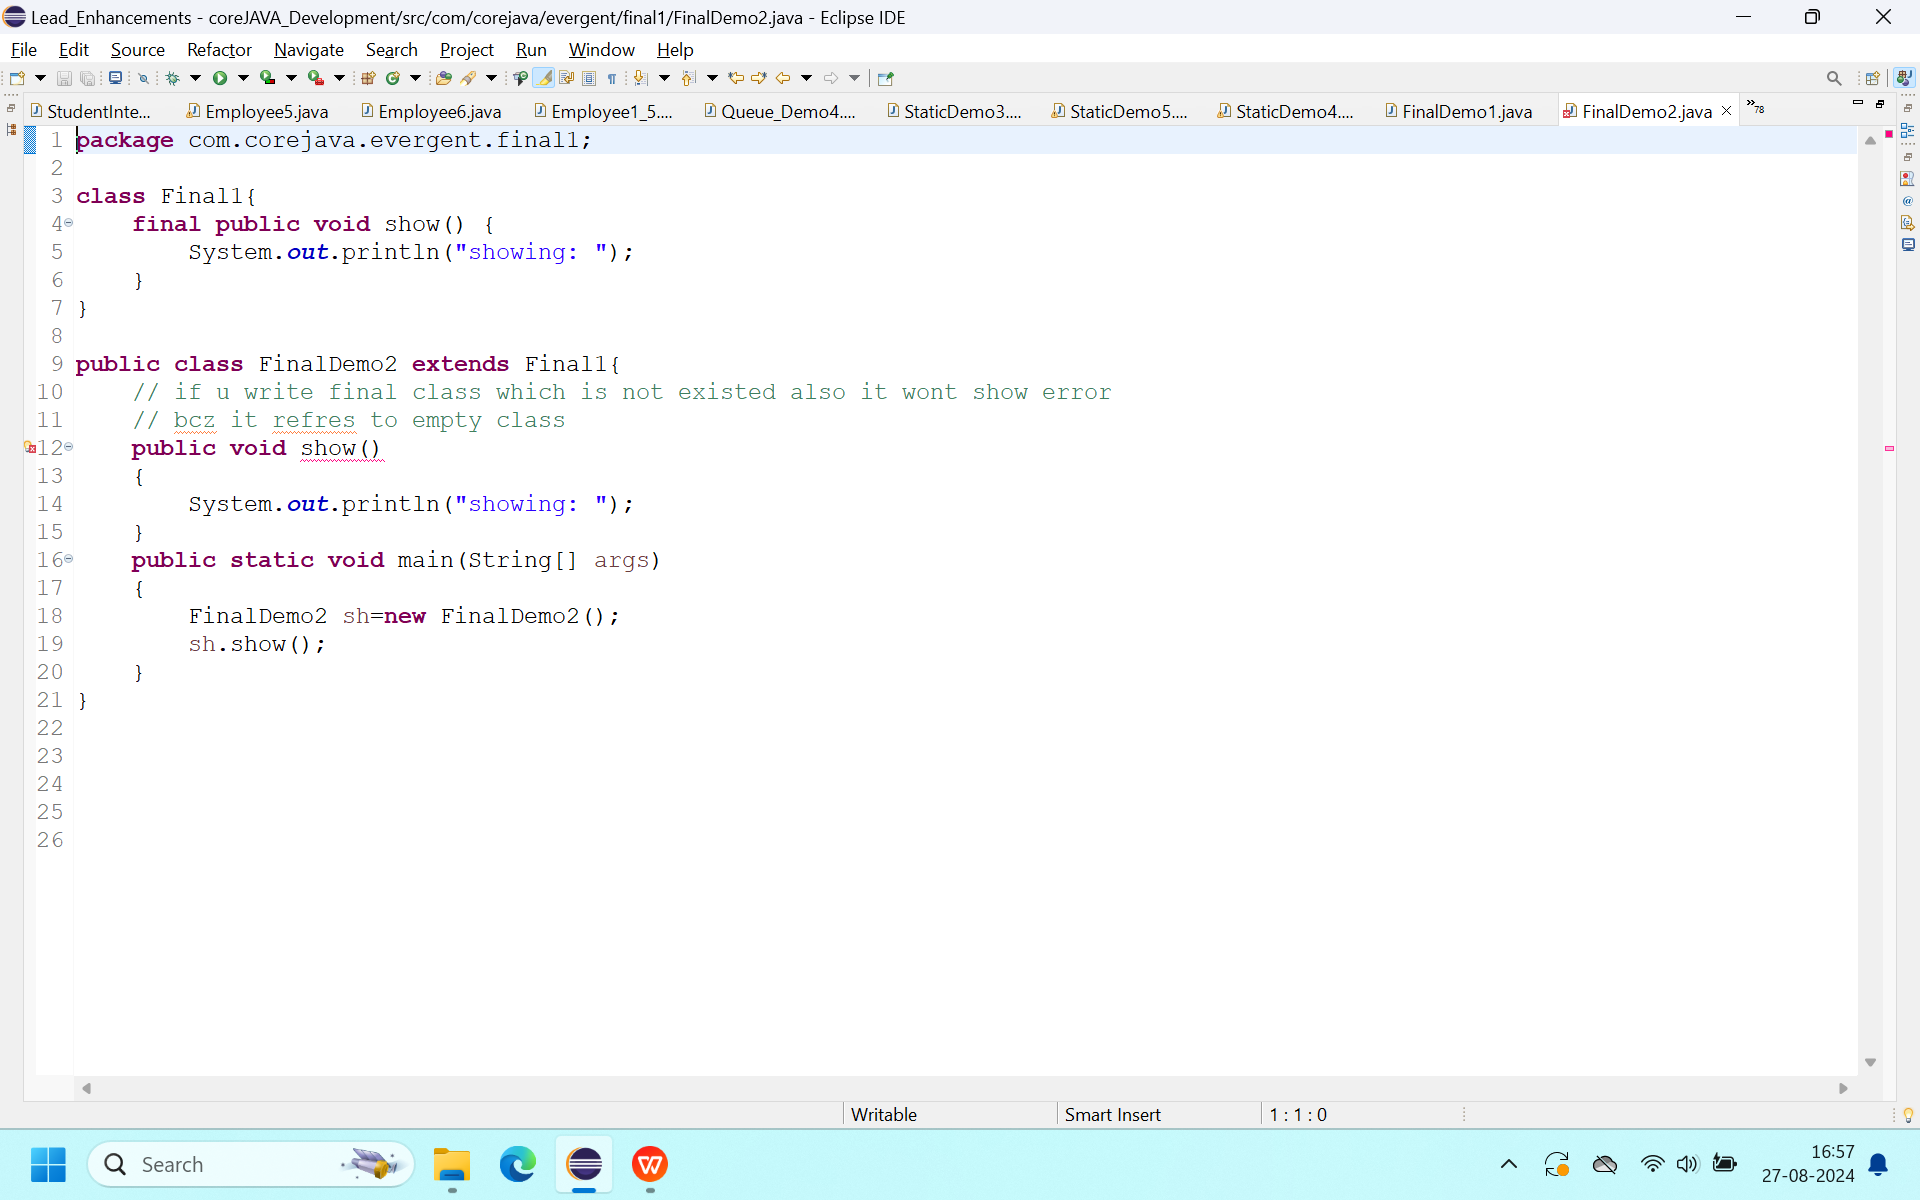 Lead_Enhancements - coreJAVA_Development/src/com/corejava/evergent/final1/FinalDemo2.java - Eclipse IDE
File Edit Source Refactor Navigate Search Project Run Window Help
StudentInte... Employee5.java Employee6.java Employee1_5.... Queue_Demo4.... StaticDemo3.... StaticDemo5.... StaticDemo4.... FinalDemo1.java FinalDemo2.java 78
1 package com.corejava.evergent.final1;
2
3 class Final1{
4 final public void show() {
5 System.out.println("showing: ");
6 }
7 }
8
9 public class FinalDemo2 extends Final1{
10 // if u write final class which is not existed also it wont show error
11 // bcz it refres to empty class
12 public void show()
13 {
14 System.out.println("showing: ");
15 }
16 public static void main(String[] args)
17 {
18 FinalDemo2 sh=new FinalDemo2();
19 sh.show();
20 }
21 }
22
23
24
25
26
Writable Smart Insert 1 : 1 : 0
Search
16:57
27-08-2024